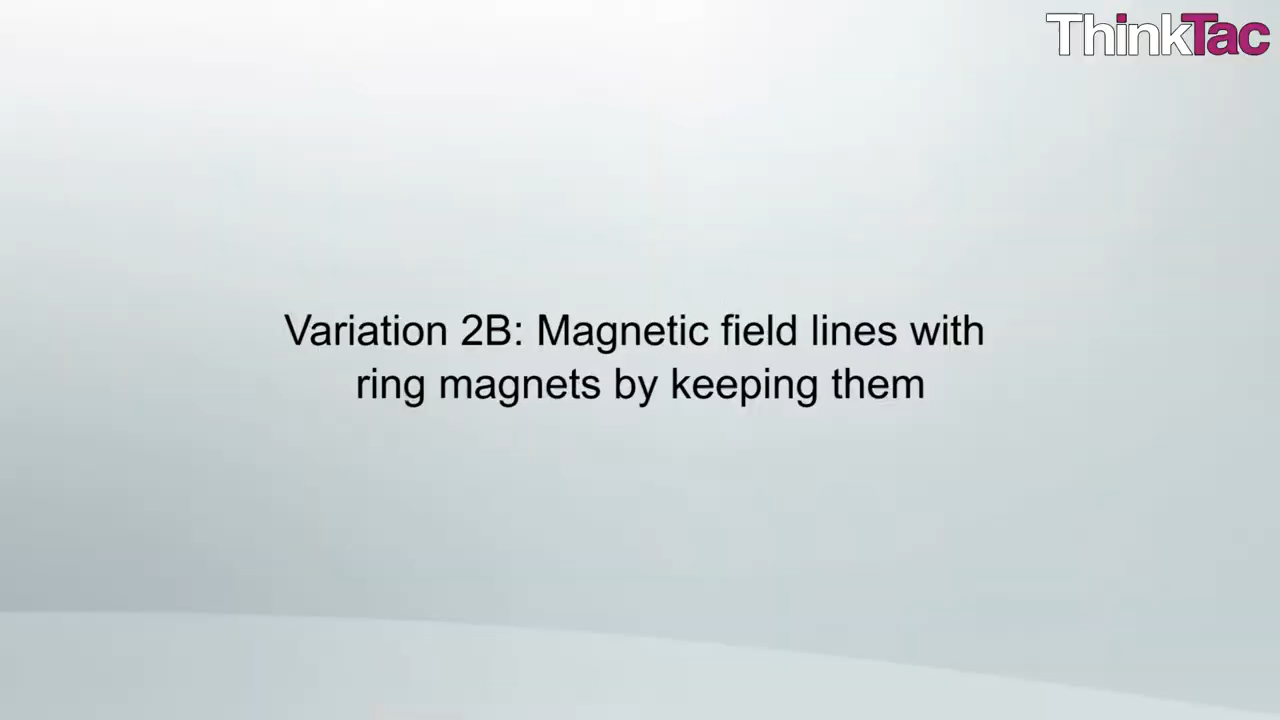 ThinkTac
Variation 2B: Magnetic field lines with
ring magnets by keeping them